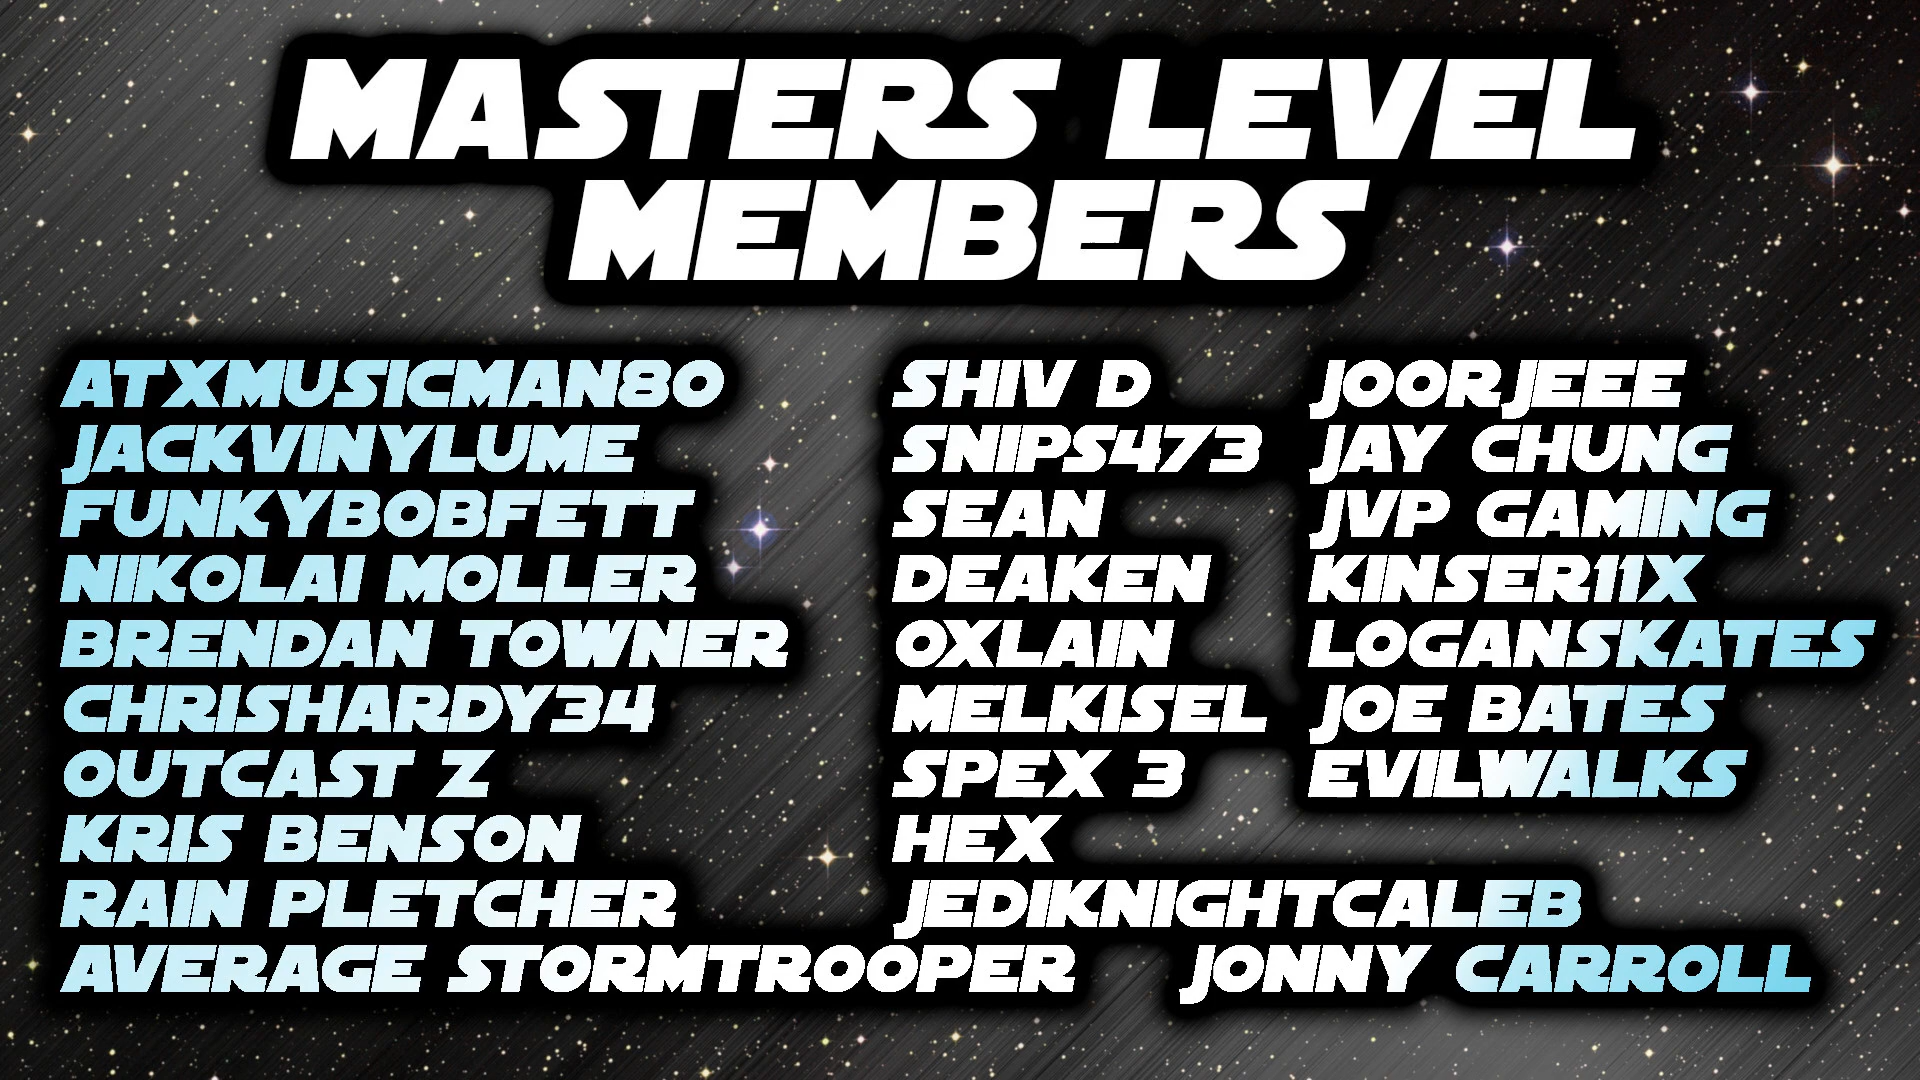 MASTERS LEVEL
MEMBERS
ATXMUSICMAN80
JACKVINYLUME
FUNKYBOBFETT
NIKOLAI MOLLER
BRENDAN TOWNER
CHRISHARDY34
OUTCAST Z
KRIS BENSON
RAIN PLETCHER
AVERAGE STORMTROOPER
SHIV D
SNIPS473
SEAN
DEAKEN
OXLAIN
MELKISEL
SPEX 3
HEX
JEDIKNIGHTCALEB
JONNY CARROLL
JOORJEEE
JAY CHUNG
JVP GAMING
KINSER11X
LOGANSKATES
JOE BATES
EVILWALKS